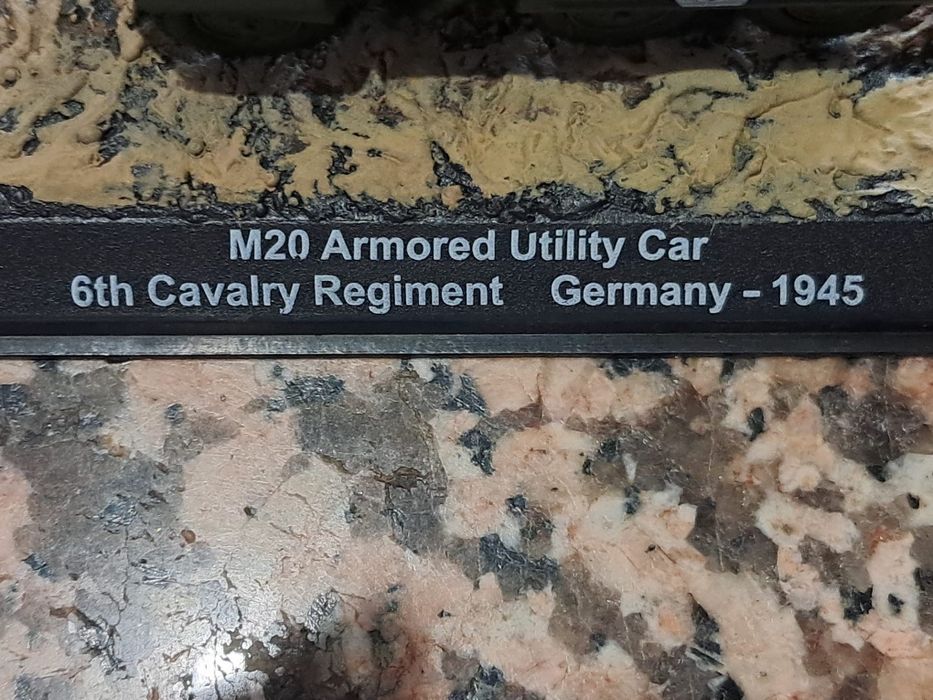 M20 Armored Utility Car
6th Cavalry Regiment Germany - 1945